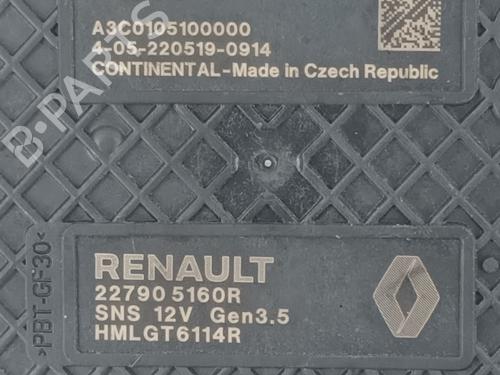 A3C0105100000
4-05-220519-0914
CONTINENTAL-Made in Czech Republic
B-PARTS
>PBT-GF30<
RENAULT
22790 5160R
SNS 12V Gen3.5
HMLGT6114R